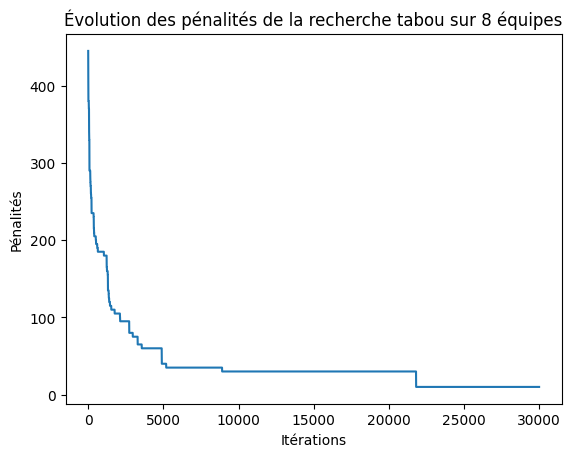 Évolution des pénalités de la recherche tabou sur 8 équipes
400
300
200
100
0
Pénalités
0 5000 10000 15000 20000 25000 30000
Itérations